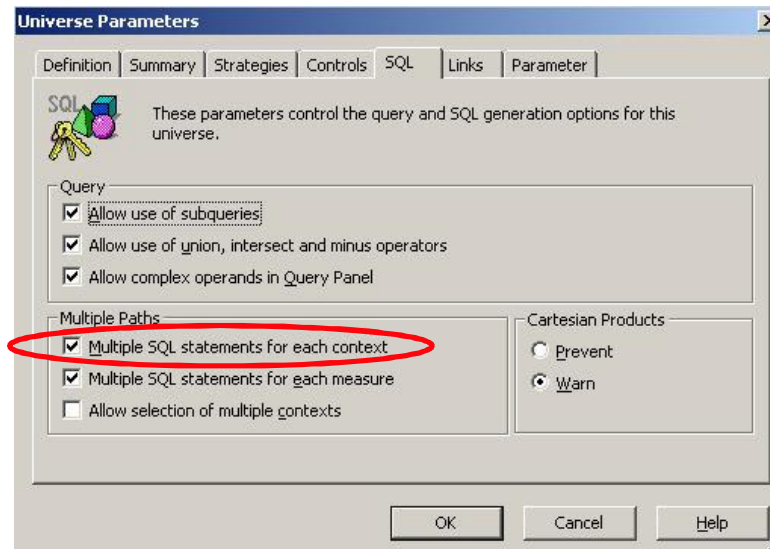 Universe Parameters
Definition Summary Strategies Controls SQL Links Parameter
SQL
These parameters control the query and SQL generation options for this
universe.
Query
Allow use of subqueries
Allow use of union, intersect and minus operators
Allow complex operands in Query Panel
Multiple Paths
Multiple SQL statements for each context
Multiple SQL statements for each measure
Allow selection of multiple contexts
Cartesian Products
Prevent
Warn
OK Cancel Help